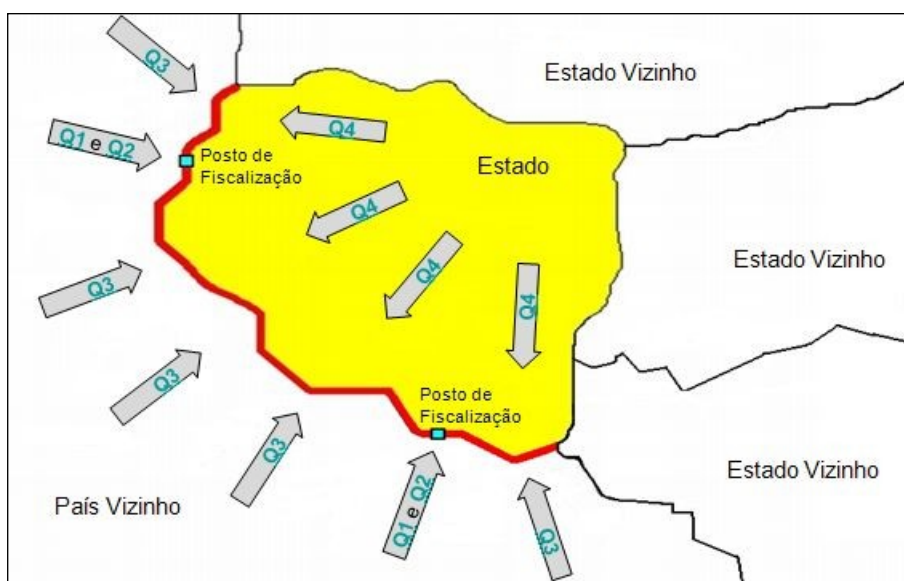 Q3
Estado Vizinho
Q1 e Q2
Q4
Posto de
Fiscalização
Estado
Q4
Q4
Estado Vizinho
Q3
Q4
Q3
Posto de
Fiscalização
Q3
Estado Vizinho
País Vizinho
Q1 e Q2
Q3